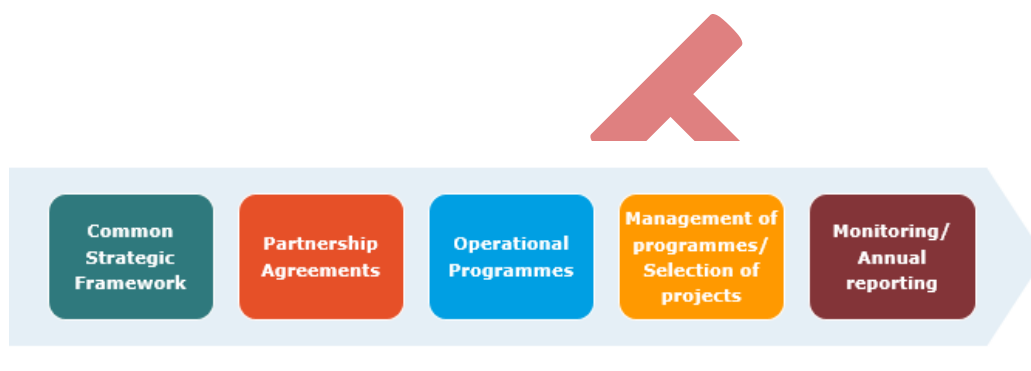 Common
Strategic
Framework
Partnership
Agreements
Operational
Programmes
Management of
programmes/
Selection of
projects
Monitoring/
Annual
reporting